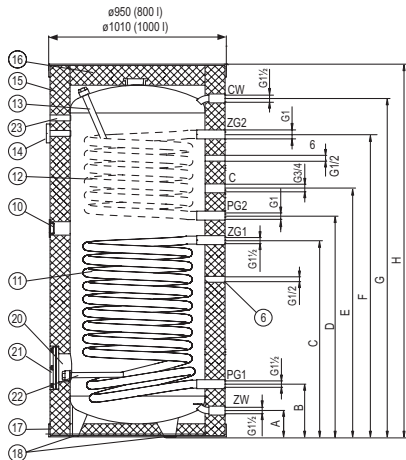 ø950 (800 l)
ø1010 (1000 l)
16
15
13
23
14
12
10
11
20
21
22
17
18
CW
G1½
ZG2
G1
6
G1/2
C
G3/4
PG2
G1
ZG1
G1½
G1/2
6
PG1
G1½
ZW
G1½
A
B
C
D
E
F
G
H